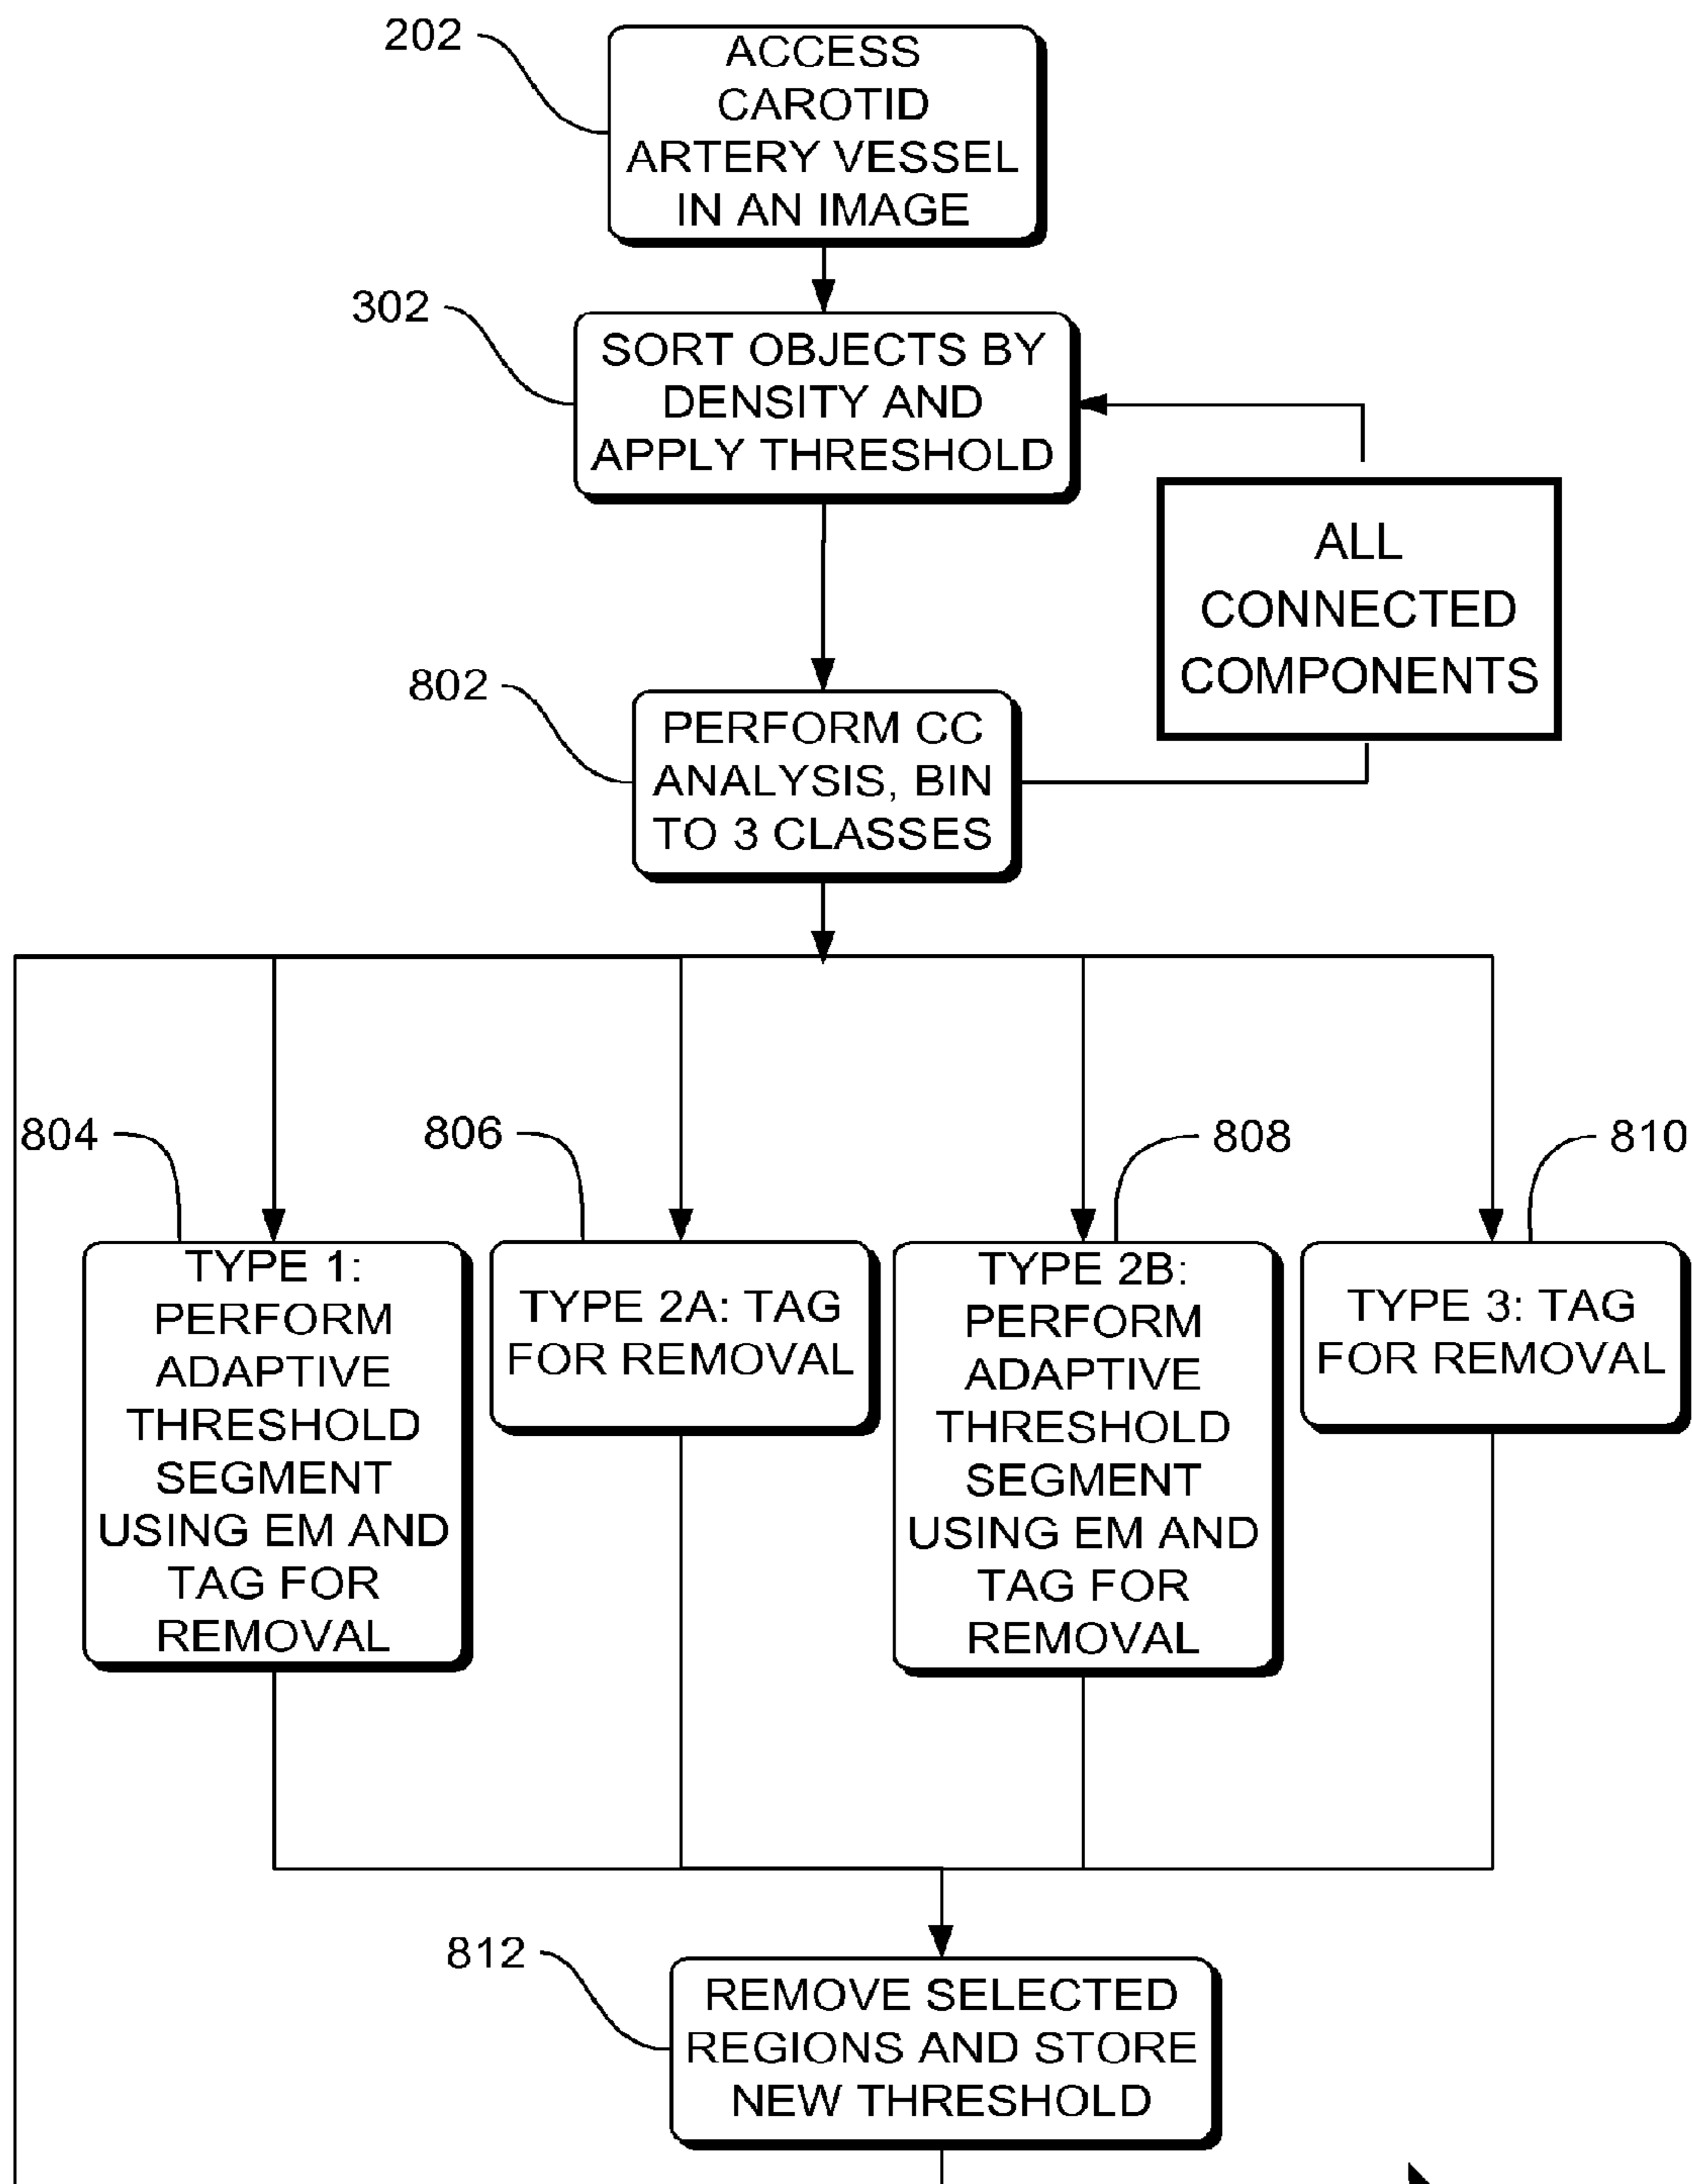 202
ACCESS
CAROTID
ARTERY VESSEL
IN AN IMAGE
302
SORT OBJECTS BY
DENSITY AND
APPLY THRESHOLD
ALL
CONNECTED
COMPONENTS
802
PERFORM CC
ANALYSIS, BIN
TO 3 CLASSES
804
TYPE 1:
PERFORM
ADAPTIVE
THRESHOLD
SEGMENT
USING EM AND
TAG FOR
REMOVAL
806
TYPE 2A: TAG
FOR REMOVAL
808
TYPE 2B:
PERFORM
ADAPTIVE
THRESHOLD
SEGMENT
USING EM AND
TAG FOR
REMOVAL
810
TYPE 3: TAG
FOR REMOVAL
812
REMOVE SELECTED
REGIONS AND STORE
NEW THRESHOLD